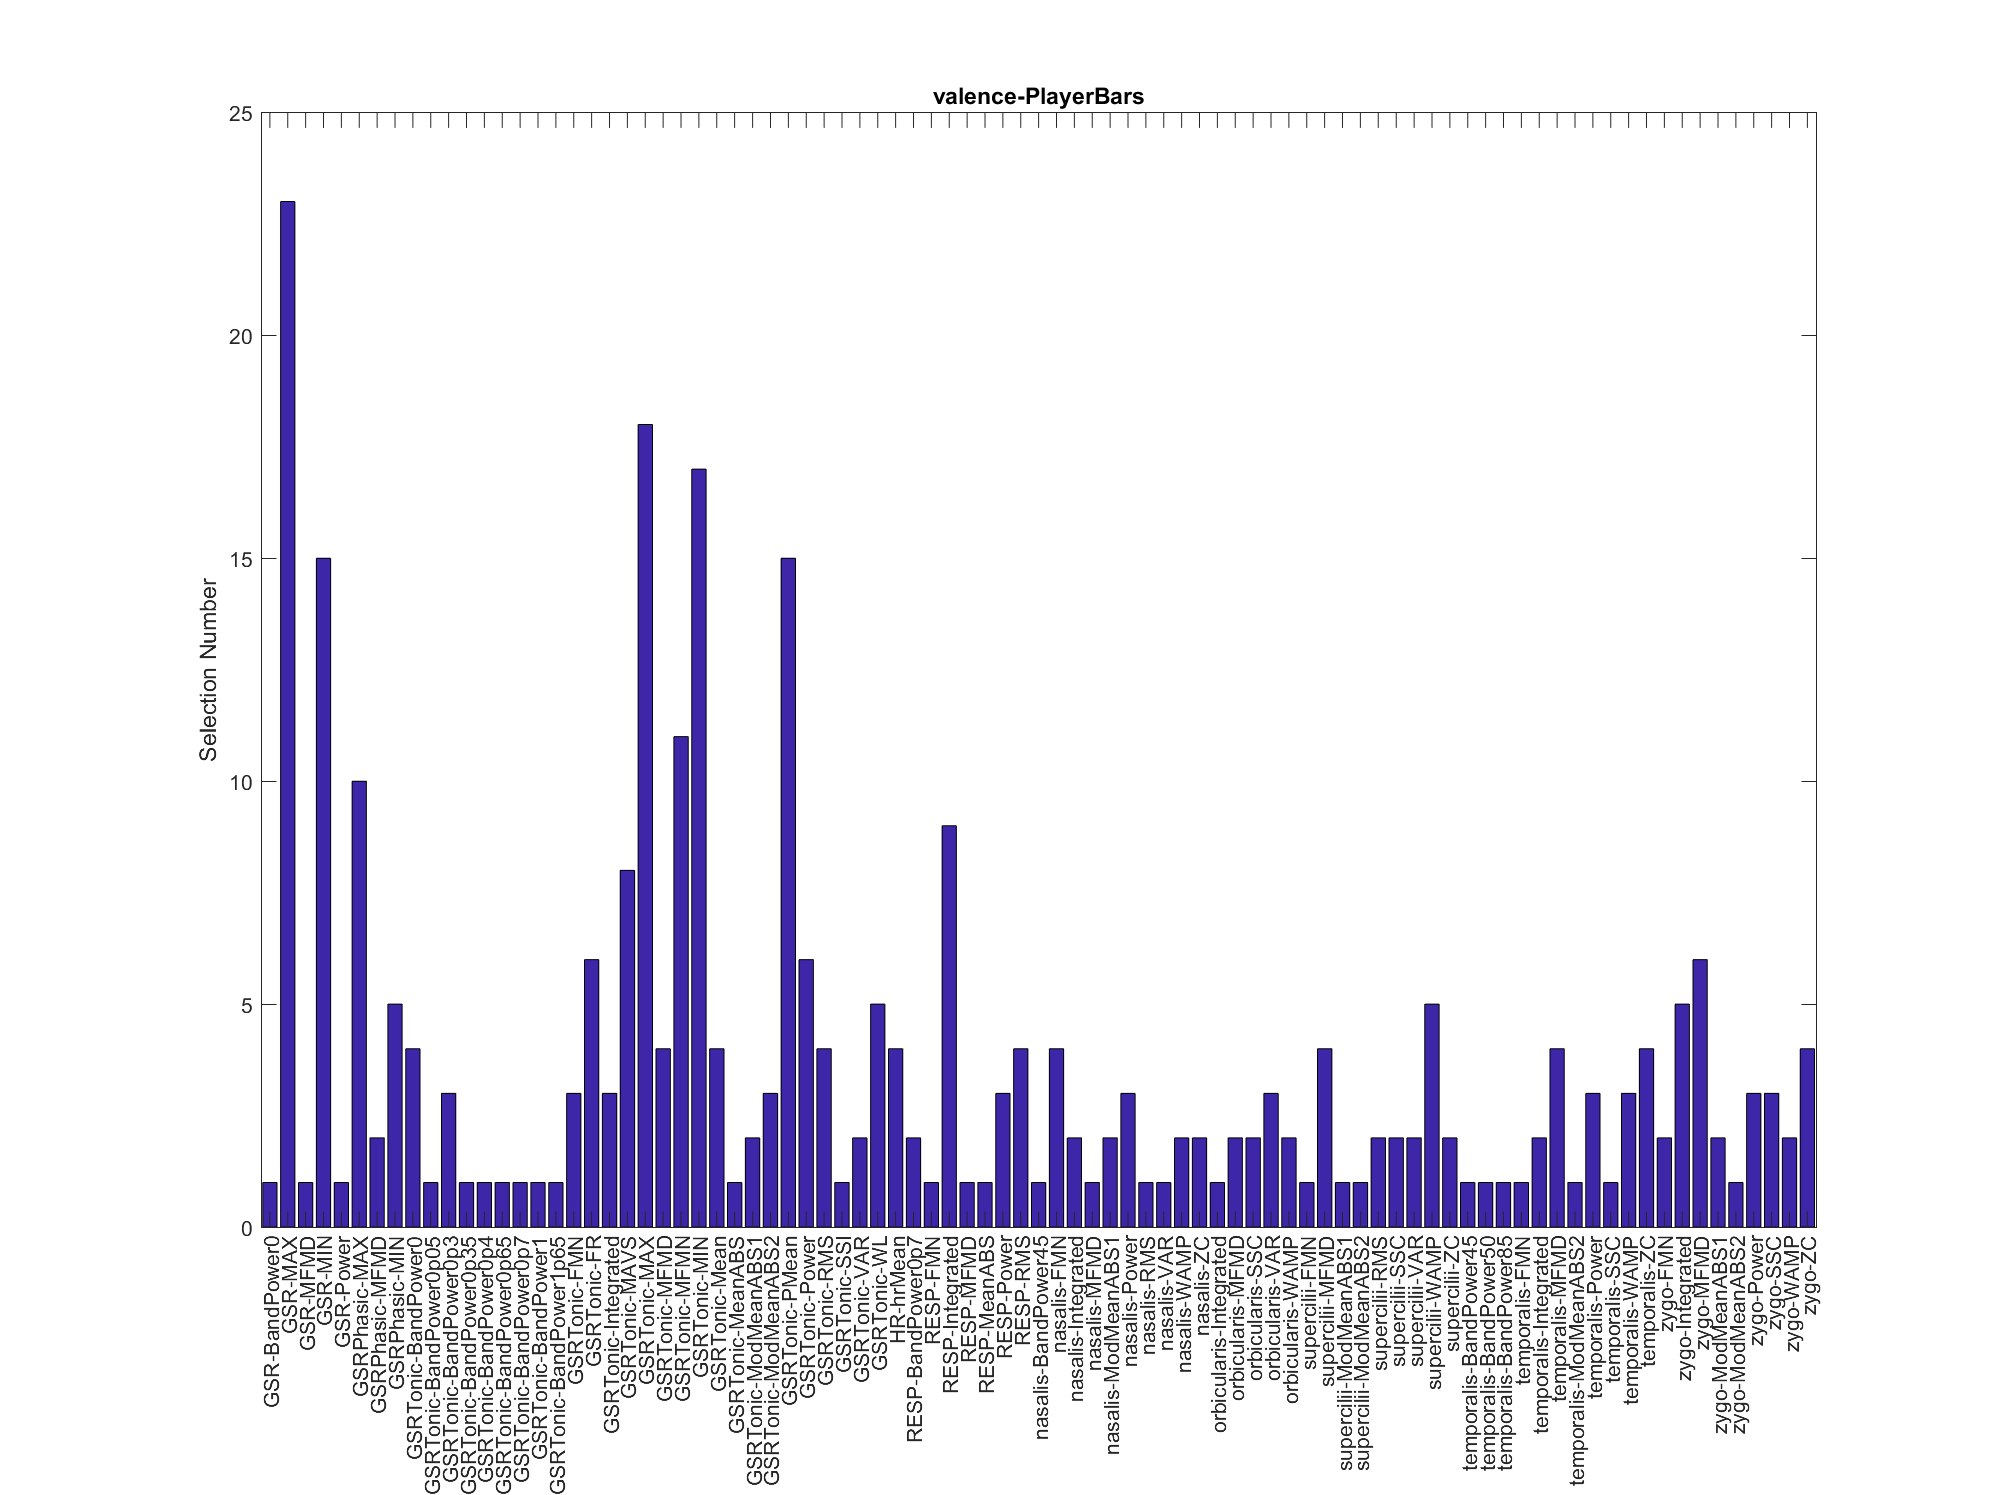 valence-PlayerBars
25
20
15
10
5
0
Selection Number
GSR-BandPower0
GSR-MAX
GSR-MFMD
GSR-MIN
GSR-Power
GSRPhasic-MAX
GSRPhasic-MFMD
GSRPhasic-MIN
GSRTonic-BandPower0
GSRTonic-BandPower0p05
GSRTonic-BandPower0p3
GSRTonic-BandPower0p35
GSRTonic-BandPower0p4
GSRTonic-BandPower0p65
GSRTonic-BandPower0p7
GSRTonic-BandPower1
GSRTonic-BandPower1p65
GSRTonic-FMN
GSRTonic-FR
GSRTonic-Integrated
GSRTonic-MAVS
GSRTonic-MAX
GSRTonic-MFMD
GSRTonic-MFMN
GSRTonic-MIN
GSRTonic-Mean
GSRTonic-MeanABS
GSRTonic-ModMeanABS1
GSRTonic-ModMeanABS2
GSRTonic-PMean
GSRTonic-Power
GSRTonic-RMS
GSRTonic-SSI
GSRTonic-VAR
GSRTonic-WL
HR-hrMean
RESP-BandPower0p7
RESP-FMN
RESP-Integrated
RESP-MFMD
RESP-MeanABS
RESP-Power
RESP-RMS
nasalis-BandPower45
nasalis-FMN
nasalis-Integrated
nasalis-MFMD
nasalis-ModMeanABS1
nasalis-Power
nasalis-RMS
nasalis-VAR
nasalis-WAMP
nasalis-ZC
orbicularis-Integrated
orbicularis-MFMD
orbicularis-SSC
orbicularis-VAR
orbicularis-WAMP
supercilii-FMN
supercilii-MFMD
supercilii-ModMeanABS1
supercilii-ModMeanABS2
supercilii-RMS
supercilii-SSC
supercilii-VAR
supercilii-WAMP
supercilii-ZC
temporalis-BandPower45
temporalis-BandPower50
temporalis-BandPower85
temporalis-FMN
temporalis-Integrated
temporalis-MFMD
temporalis-ModMeanABS2
temporalis-Power
temporalis-SSC
temporalis-WAMP
temporalis-ZC
zygo-FMN
zygo-Integrated
zygo-MFMD
zygo-ModMeanABS1
zygo-ModMeanABS2
zygo-Power
zygo-SSC
zygo-WAMP
zygo-ZC